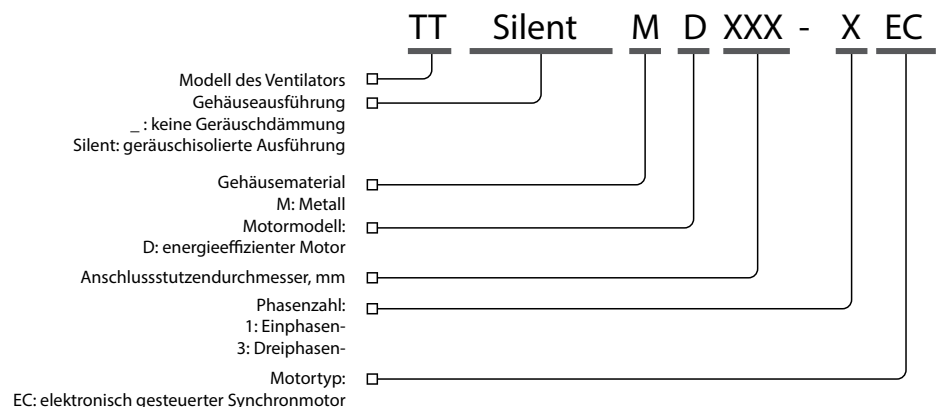 TT Silent M D XXX - X EC
Modell des Ventilators
Gehäuseausführung
_ : keine Geräuschdämmung
Silent: geräuschisolierte Ausführung
Gehäusematerial
M: Metall
Motormodell:
D: energieeffizienter Motor
Anschlussstutzendurchmesser, mm
Phasenzahl:
1: Einphasen-
3: Dreiphasen-
Motortyp:
EC: elektronisch gesteuerter Synchronmotor